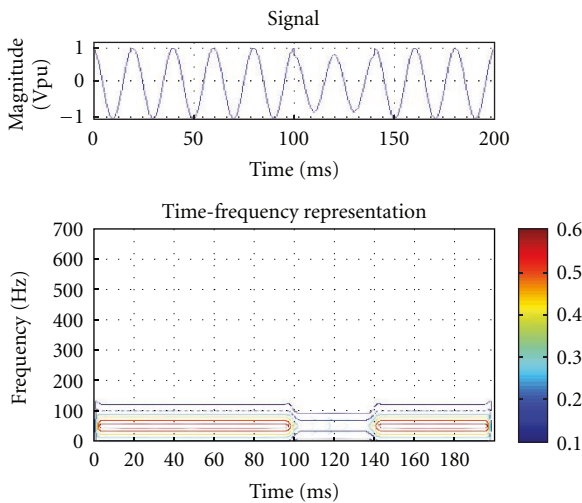 Signal
Magnitude
(Vpu)
1
0
−1
0 50 100 150 200
Time (ms)
Time-frequency representation
Frequency (Hz)
700
600
500
400
300
200
100
0
0 20 40 60 80 100 120 140 160 180
Time (ms)
0.6
0.5
0.4
0.3
0.2
0.1